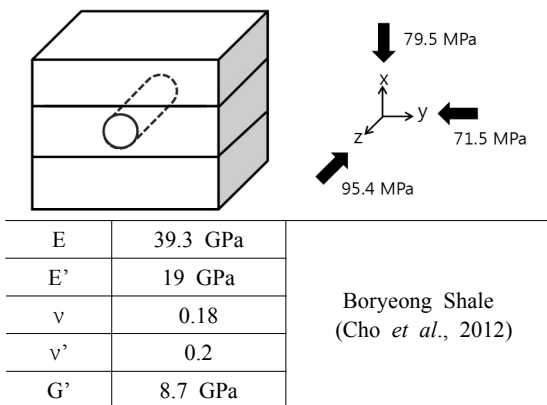 79.5 MPa
x
y
z
71.5 MPa
95.4 MPa
E 39.3 GPa
E’ 19 GPa
ν 0.18
ν’ 0.2
G’ 8.7 GPa
Boryeong Shale
(Cho et al., 2012)